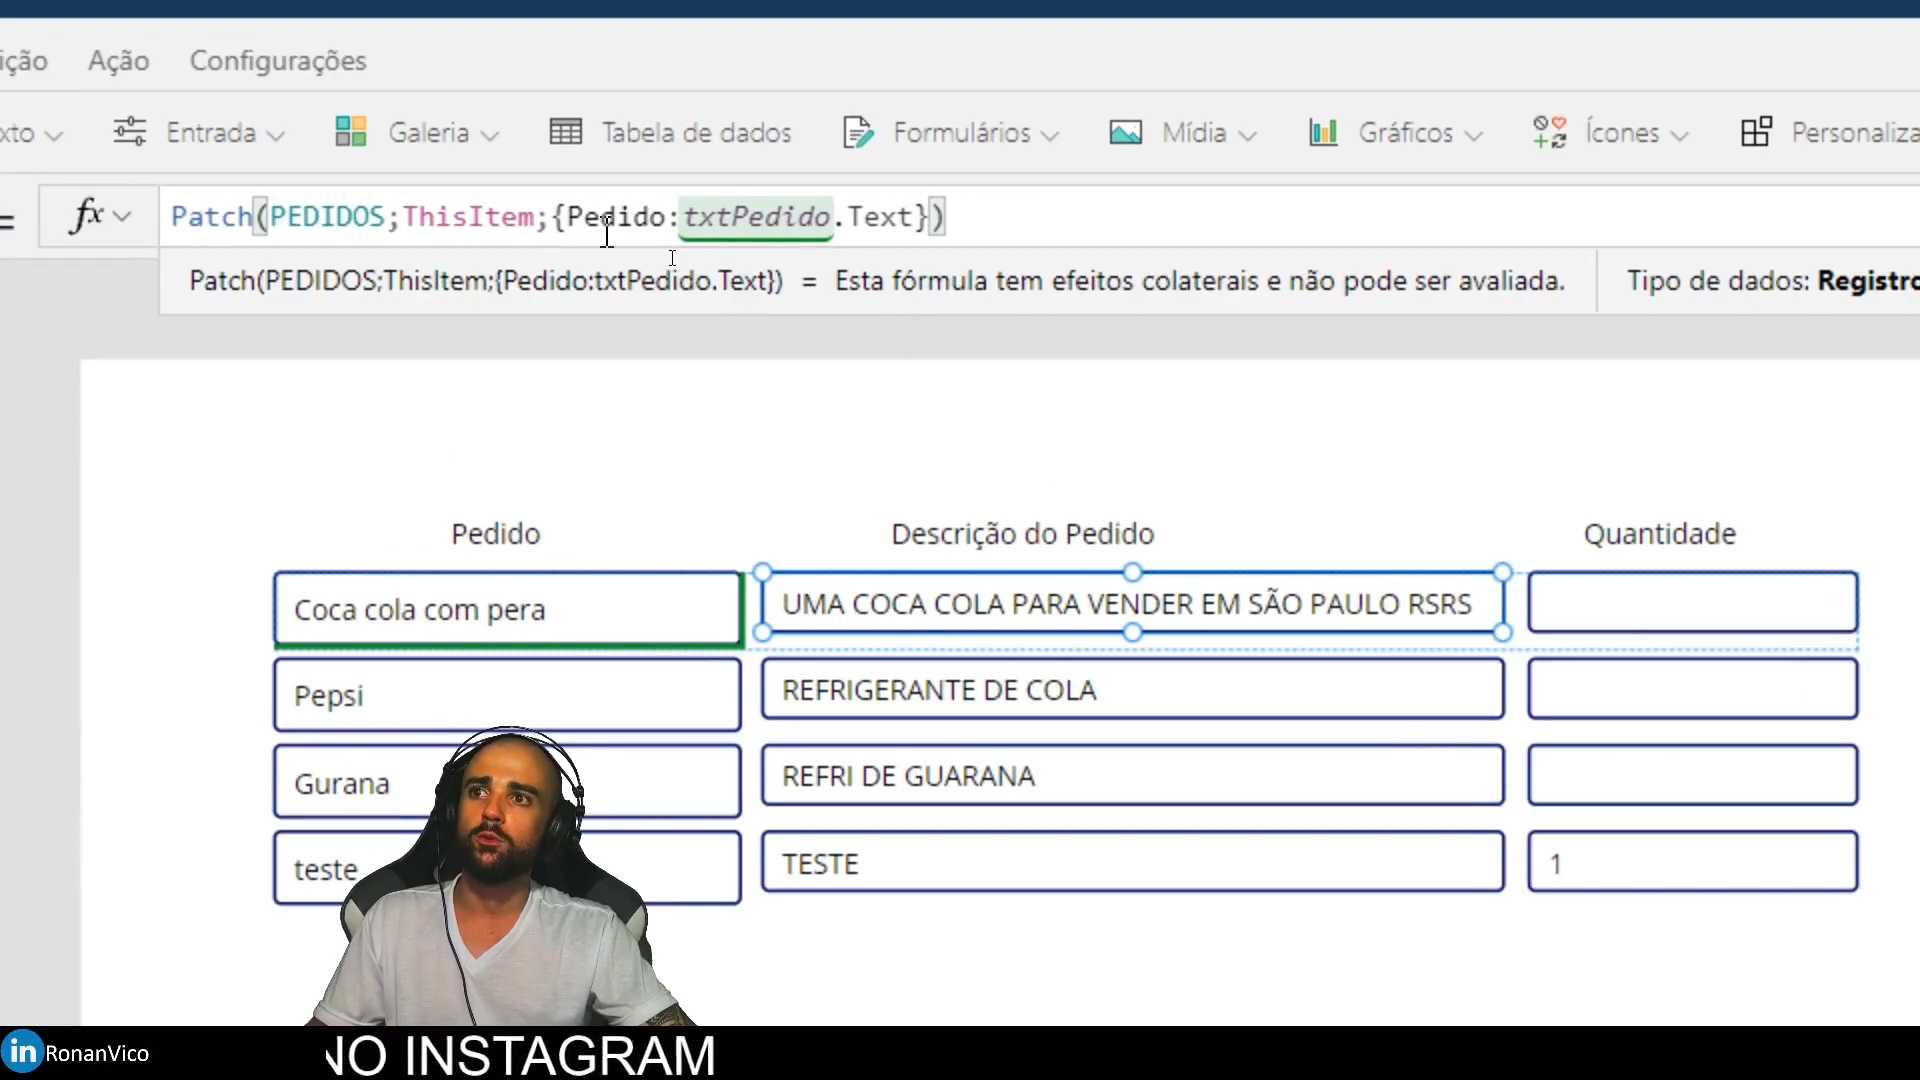 ição Ação Configurações
xto Entrada Galeria Tabela de dados Formulários Mídia Gráficos Ícones Personaliza
= fx Patch(PEDIDOS;ThisItem;{Pedido:txtPedido.Text})
Patch(PEDIDOS;ThisItem;{Pedido:txtPedido.Text}) = Esta fórmula tem efeitos colaterais e não pode ser avaliada. Tipo de dados: Registro
Pedido Descrição do Pedido Quantidade
Coca cola com pera UMA COCA COLA PARA VENDER EM SÃO PAULO RSRS
Pepsi REFRIGERANTE DE COLA
Gurana REFRI DE GUARANA
teste TESTE 1
in RonanVico NO INSTAGRAM